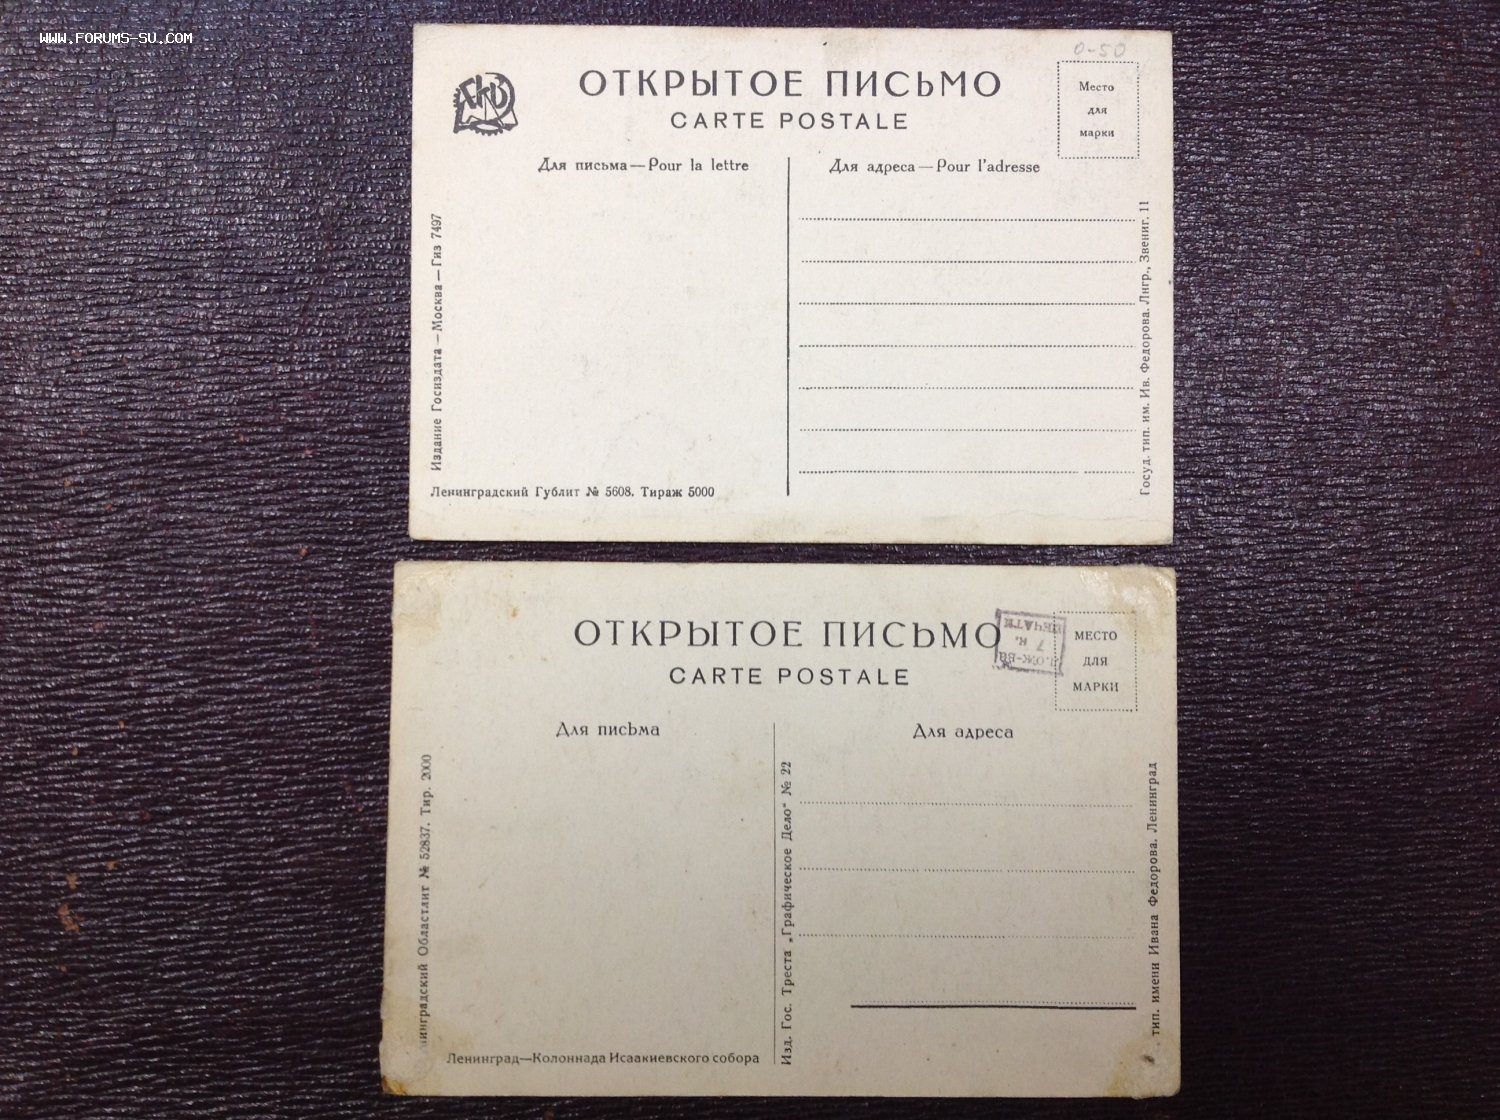 WWW.FORUMS-SU.COM
0-50
ОТКРЫТОЕ ПИСЬМО
CARTE POSTALE
Место
для
марки
Для письма — Pour la lettre
Для адреса — Pour l'adresse
Издание Госиздата — Москва — Гиз 7497
Госуд. тип. им. Ив. Федорова. Лнгр., Звениг. 11
Ленинградский Гублит № 5608. Тираж 5000
ОТКРЫТОЕ ПИСЬМО
CARTE POSTALE
7 к.
ПЕЧАТИ
МЕСТО
ДЛЯ
МАРКИ
Для письма
Для адреса
нинградский Областлит № 52837. Тир. 2000
Изд. Гос. Треста „Графическое Дело" № 22
тип. имени Ивана Федорова. Ленинград
Ленинград—Колоннада Исаакиевского собора